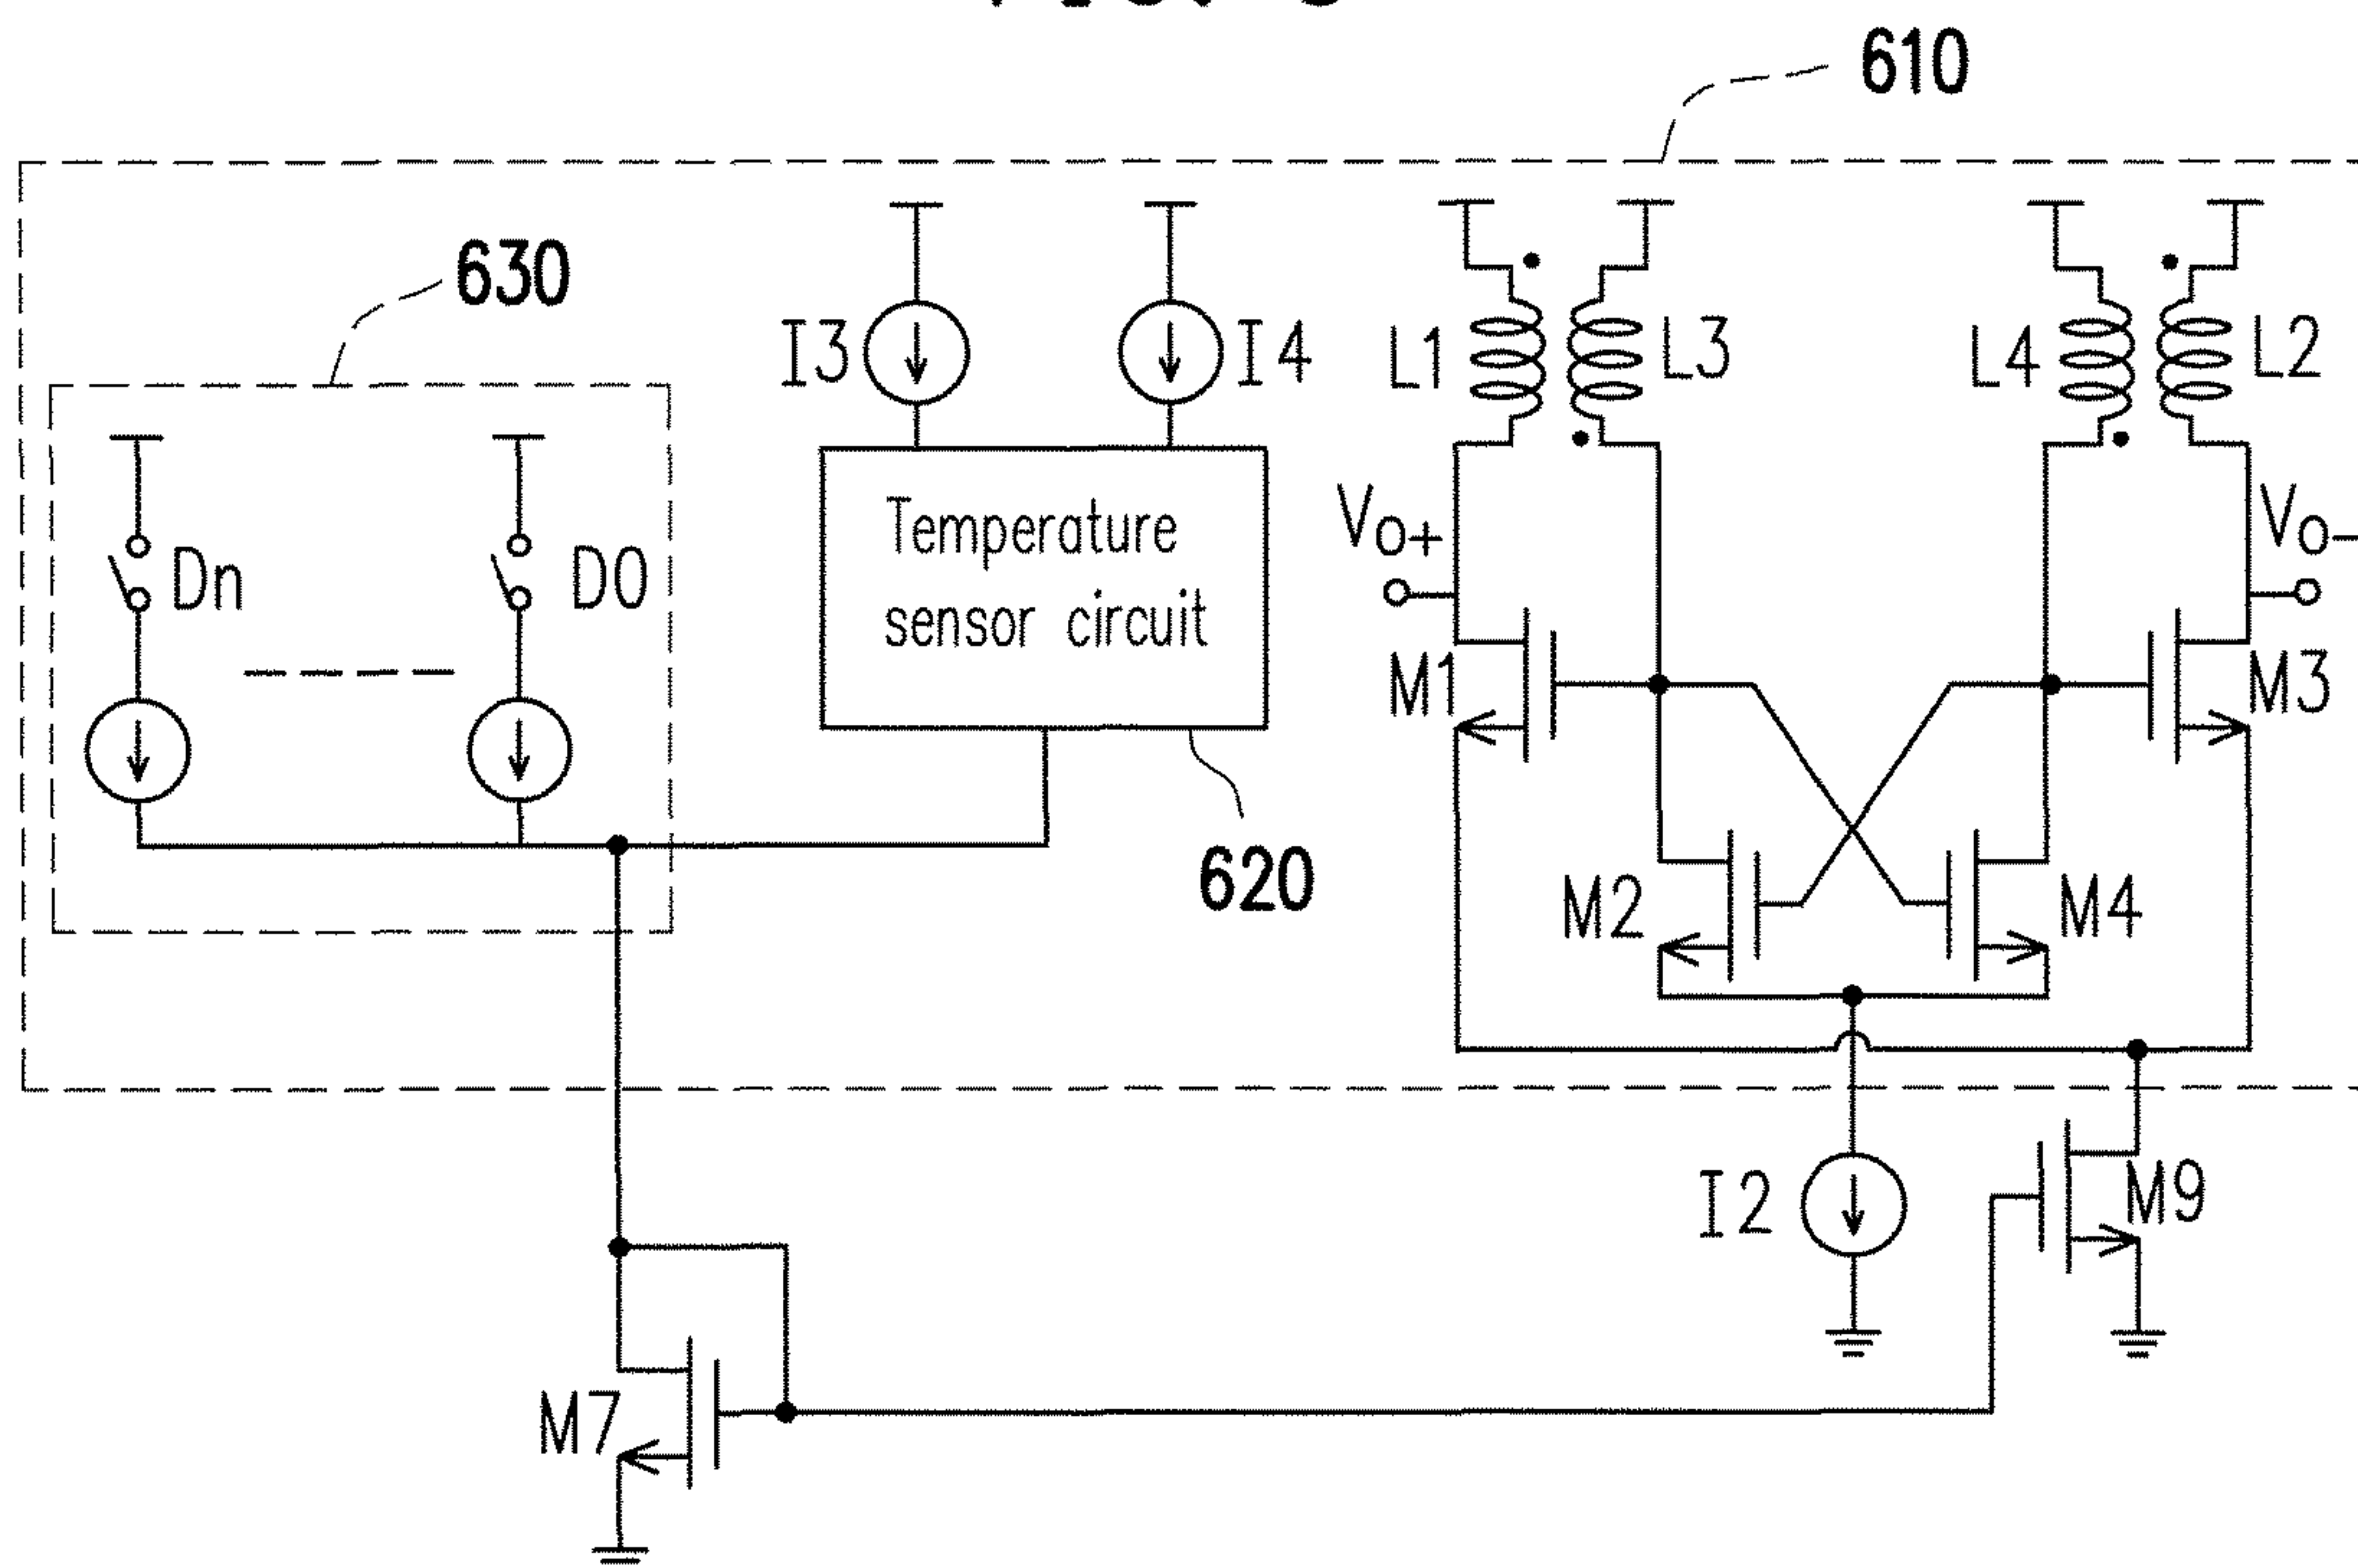 610
630
I3
I4
L1
L3
L4
L2
Dn
D0
Temperature
sensor circuit
Vo+
Vo-
M1
M3
M2
M4
620
I2
M9
M7